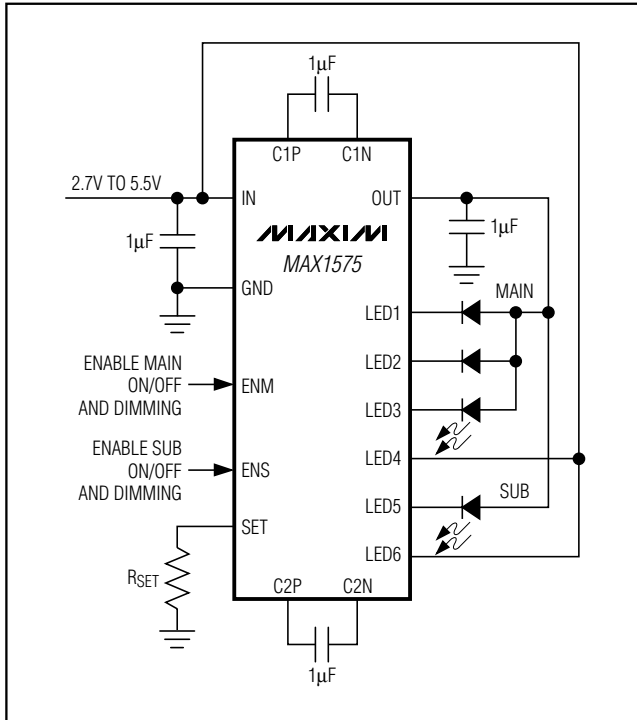 1µF
C1P
C1N
2.7V TO 5.5V
IN
OUT
1µF
MAXIM
MAX1575
1µF
GND
LED1
MAIN
LED2
ENABLE MAIN
ON/OFF
AND DIMMING
ENM
LED3
ENABLE SUB
ON/OFF
AND DIMMING
ENS
LED4
LED5
SUB
SET
LED6
RSET
C2P
C2N
1µF